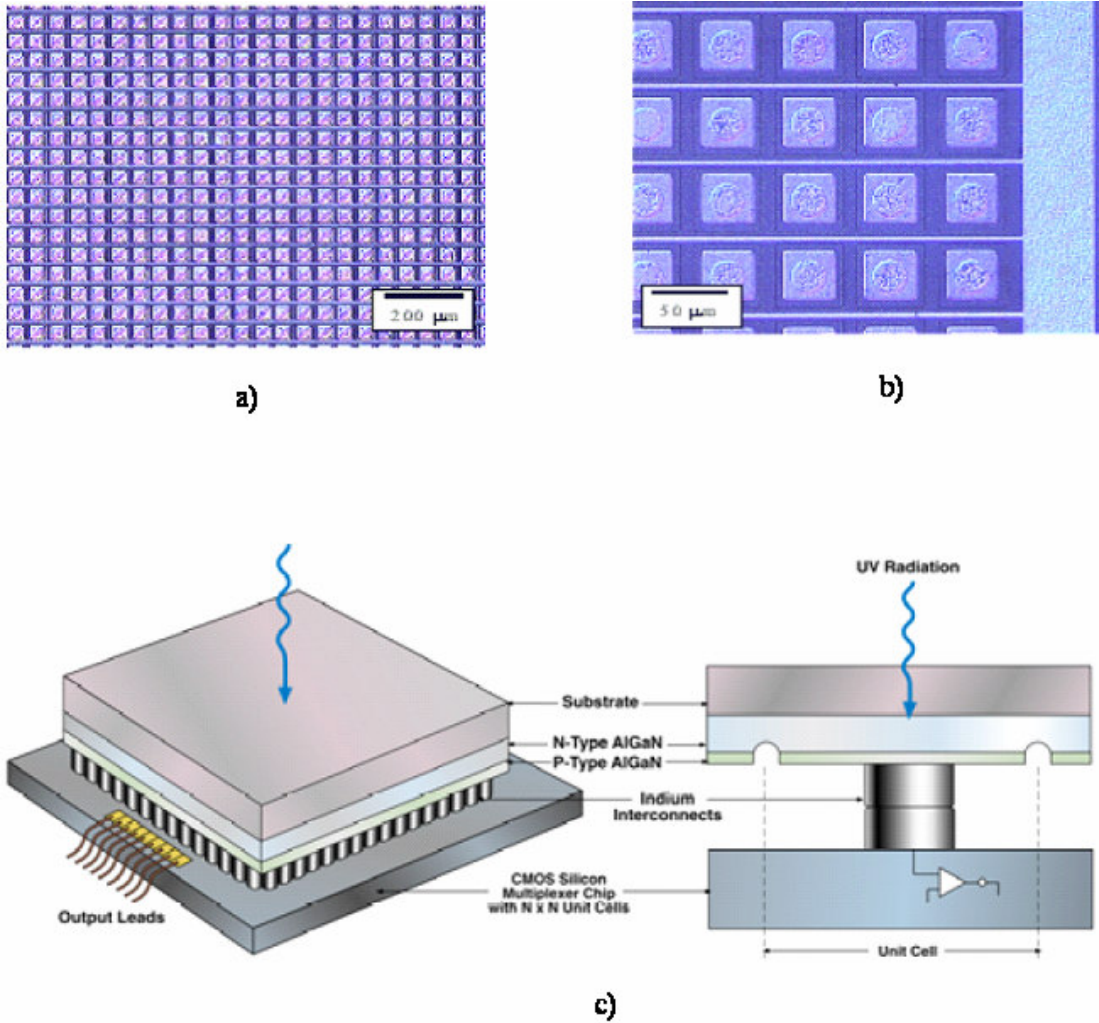 200 µm
50 µm
a)
b)
UV Radiation
Substrate
N-Type AlGaN
P-Type AlGaN
Indium
Interconnects
CMOS Silicon
Multiplexer Chip
with N x N Unit Cells
Output Leads
Unit Cell
c)